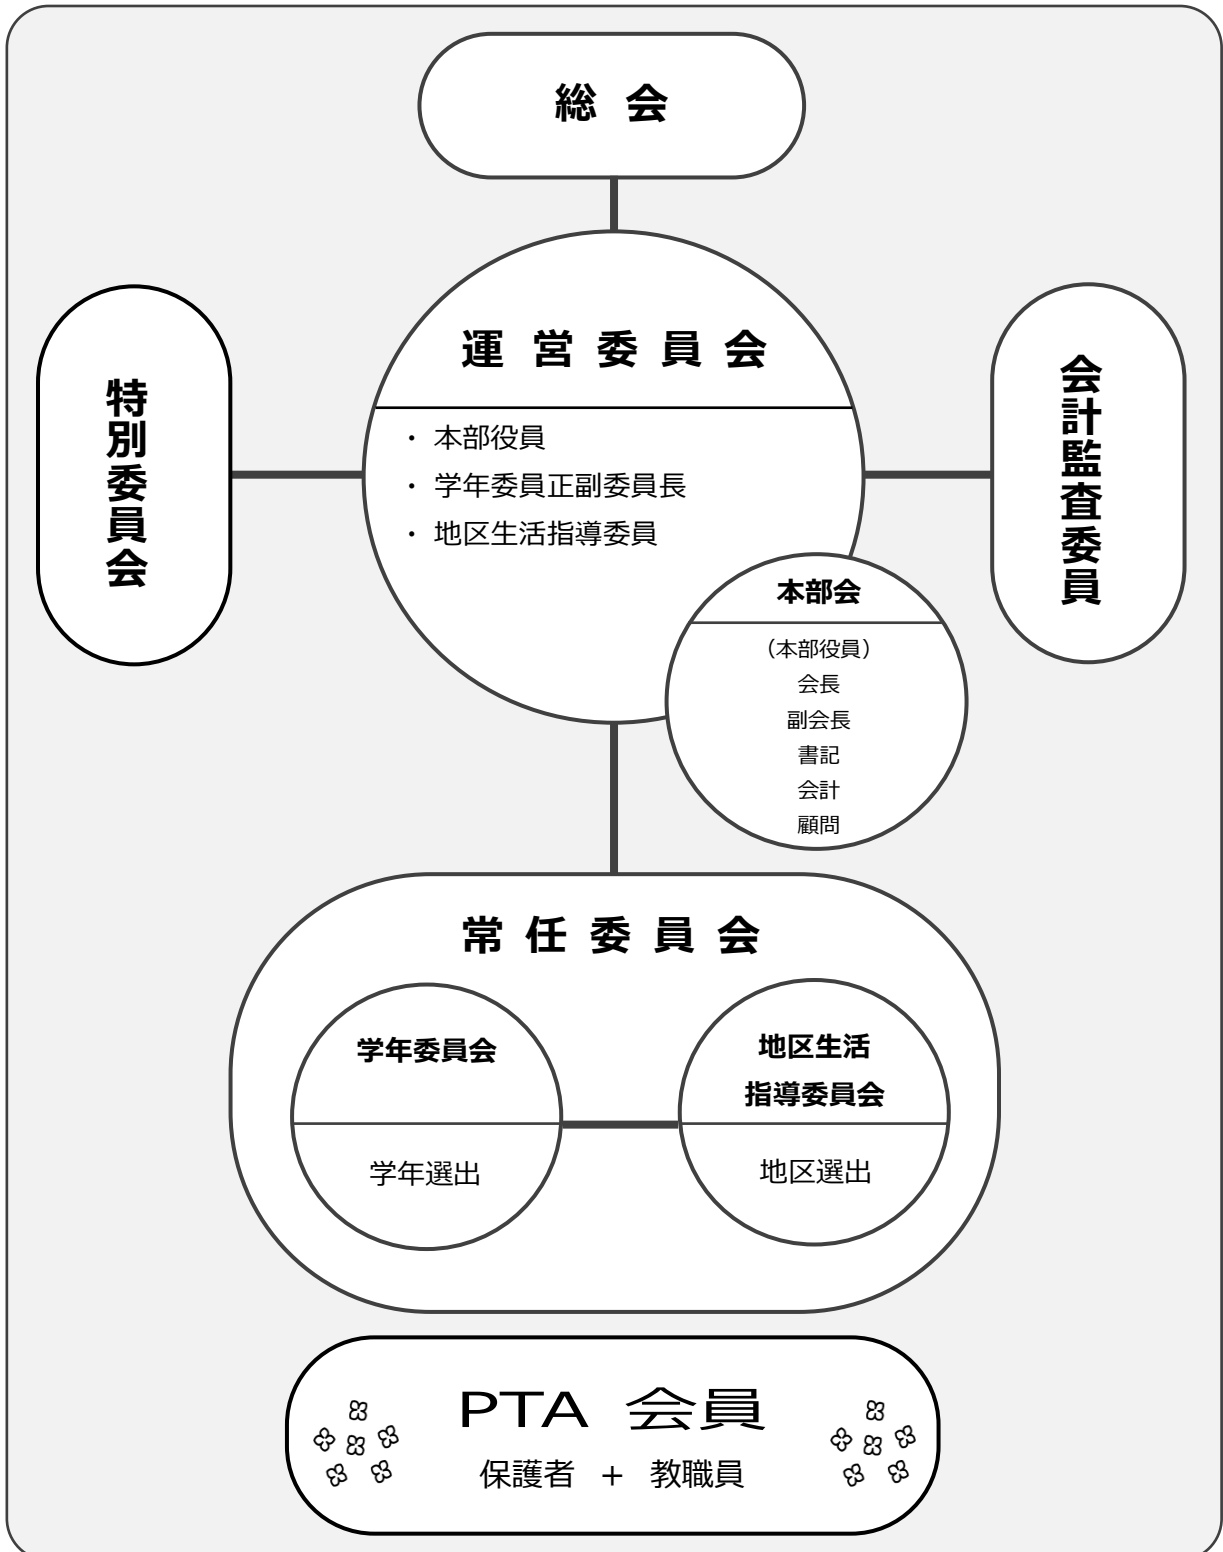 総 会
運 営 委 員 会
・ 本部役員
・ 学年委員正副委員長
・ 地区生活指導委員
特別委員会
会計監査委員
本部会
（本部役員）
会長
副会長
書記
会計
顧問
常 任 委 員 会
学年委員会
学年選出
地区生活
指導委員会
地区選出
PTA 会員
保護者 + 教職員